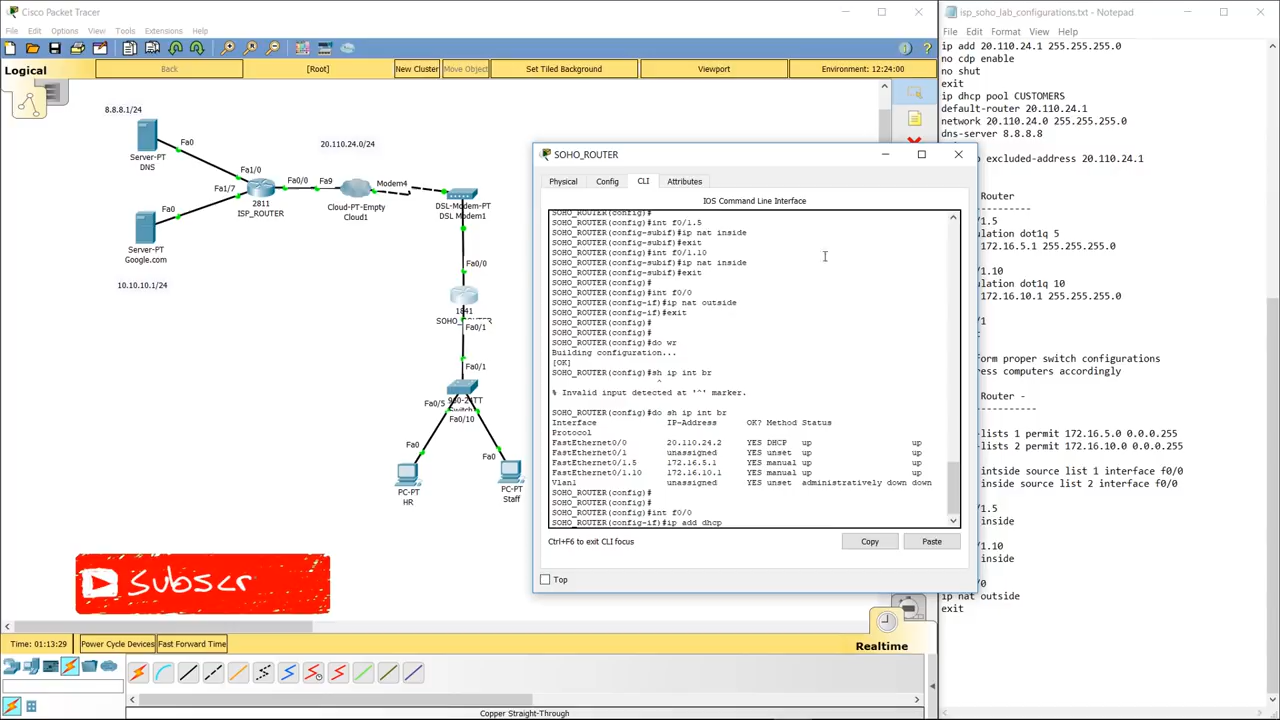 Cisco Packet Tracer
File Edit Options View Tools Extensions Help
Logical
Back
[Root]
New Cluster
Move Object
Set Tiled Background
Viewport
Environment: 12:24:00
8.8.8.1/24
Fa0
Server-PT
DNS
20.110.24.0/24
Fa1/0
Fa0/0
Fa9
Modem4
Fa1/7
2811
ISP_ROUTER
Cloud-PT-Empty
Cloud1
DSL-Modem-PT
DSL Modem1
Fa0
Server-PT
Google.com
10.10.10.1/24
Fa0/0
1841
Fa0/1
Fa0/1
Fa0/5
Fa0/10
Fa0
Fa0
PC-PT
HR
PC-PT
Staff
Subscr
SOHO_ROUTER
Physical
Config
CLI
Attributes
IOS Command Line Interface
SOHO_ROUTER(config)#
SOHO_ROUTER(config)#int f0/1.5
SOHO_ROUTER(config-subif)#ip nat inside
SOHO_ROUTER(config-subif)#exit
SOHO_ROUTER(config)#int f0/1.10
SOHO_ROUTER(config-subif)#ip nat inside
SOHO_ROUTER(config-subif)#exit
SOHO_ROUTER(config)#
SOHO_ROUTER(config)#int f0/0
SOHO_ROUTER(config-if)#ip nat outside
SOHO_ROUTER(config-if)#exit
SOHO_ROUTER(config)#
SOHO_ROUTER(config)#
SOHO_ROUTER(config)#do wr
Building configuration...
[OK]
SOHO_ROUTER(config)#sh ip int br
^
% Invalid input detected at '^' marker.
SOHO_ROUTER(config)#do sh ip int br
Interface IP-Address OK? Method Status
Protocol
FastEthernet0/0 20.110.24.2 YES DHCP up up
FastEthernet0/1 unassigned YES unset up up
FastEthernet0/1.5 172.16.5.1 YES manual up up
FastEthernet0/1.10 172.16.10.1 YES manual up up
Vlan1 unassigned YES unset administratively down down
SOHO_ROUTER(config)#
SOHO_ROUTER(config)#
SOHO_ROUTER(config)#int f0/0
SOHO_ROUTER(config-if)#ip add dhcp
Ctrl+F6 to exit CLI focus
Copy
Paste
Top
Time: 01:13:29
Power Cycle Devices
Fast Forward Time
Realtime
Copper Straight-Through
isp_soho_lab_configurations.txt - Notepad
File Edit Format View Help
ip add 20.110.24.1 255.255.255.0
no cdp enable
no shut
exit
ip dhcp pool CUSTOMERS
default-router 20.110.24.1
network 20.110.24.0 255.255.255.0
dns-server 8.8.8.8
p excluded-address 20.110.24.1
Router
---------
/1.5
ulation dot1q 5
172.16.5.1 255.255.255.0
/1.10
ulation dot1q 10
172.16.10.1 255.255.255.0
/1
t
form proper switch configurations
ress computers accordingly
Router -
----------
-lists 1 permit 172.16.5.0 0.0.0.255
-lists 2 permit 172.16.10.0 0.0.0.255
intside source list 1 interface f0/0
inside source list 2 interface f0/0
/1.5
inside
/1.10
inside
/0
ip nat outside
exit